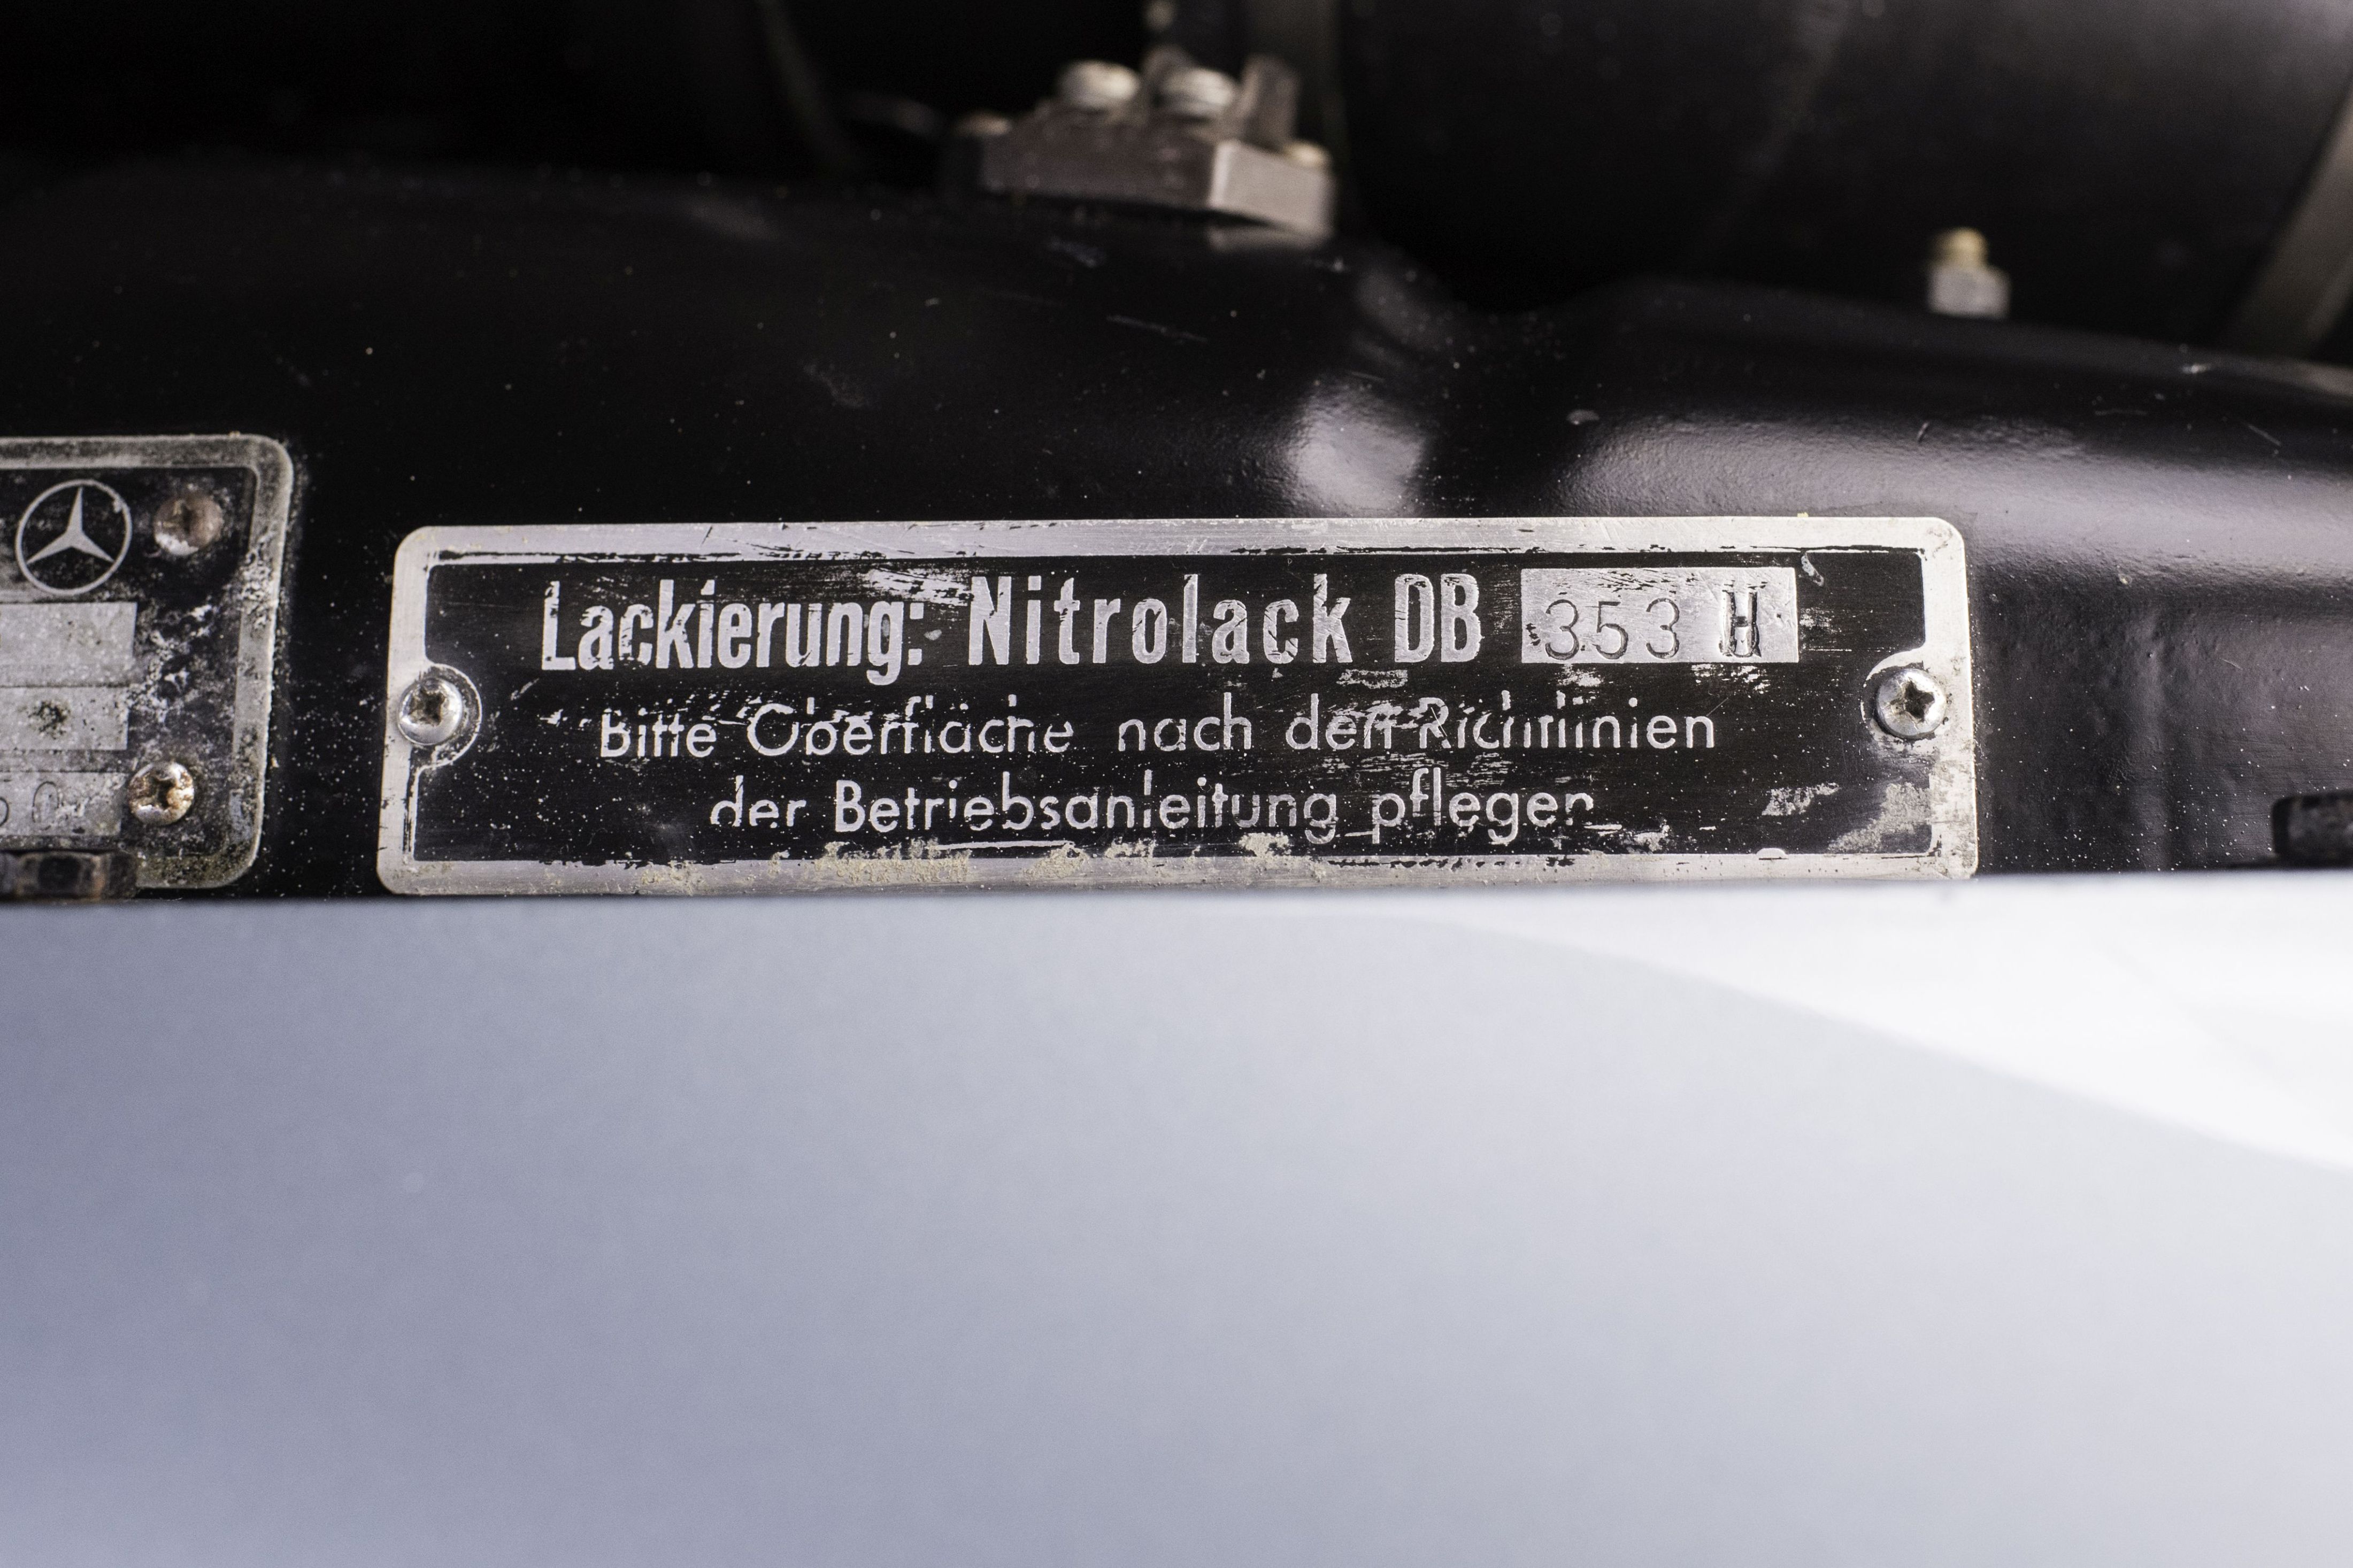 Lackierung: Nitrolack DB 353 H
Bitte Oberfläche nach den Richtlinien
der Betriebsanleitung pflegen